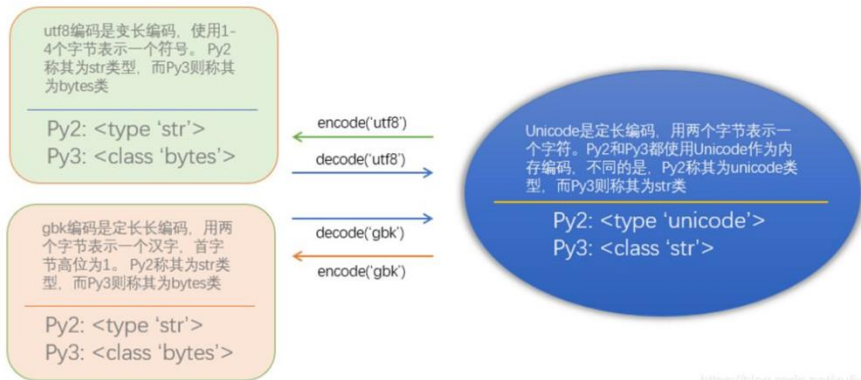 utf8编码是变长编码，使用1-
4个字节表示一个符号。Py2
称其为str类型，而Py3则称其
为bytes类
Py2: <type ‘str’>
Py3: <class ‘bytes’>
encode(‘utf8’)
decode(‘utf8’)
decode(‘gbk’)
encode(‘gbk’)
gbk编码是定长长编码，用两
个字节表示一个汉字，首字
节高位为1。Py2称其为str类
型，而Py3则称其为bytes类
Py2: <type ‘str’>
Py3: <class ‘bytes’>
Unicode是定长编码，用两个字节表示一
个字符。Py2和Py3都使用Unicode作为内
存编码，不同的是，Py2称其为unicode类
型，而Py3则称其为str类
Py2: <type ‘unicode’>
Py3: <class ‘str’>